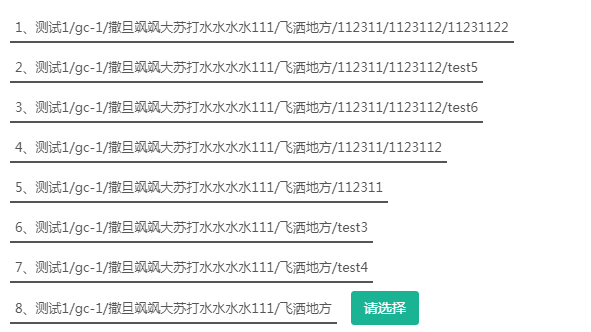 1、测试1/gc-1/撒旦飒飒大苏打水水水水111/飞洒地方/112311/1123112/11231122
2、测试1/gc-1/撒旦飒飒大苏打水水水水111/飞洒地方/112311/1123112/test5
3、测试1/gc-1/撒旦飒飒大苏打水水水水111/飞洒地方/112311/1123112/test6
4、测试1/gc-1/撒旦飒飒大苏打水水水水111/飞洒地方/112311/1123112
5、测试1/gc-1/撒旦飒飒大苏打水水水水111/飞洒地方/112311
6、测试1/gc-1/撒旦飒飒大苏打水水水水111/飞洒地方/test3
7、测试1/gc-1/撒旦飒飒大苏打水水水水111/飞洒地方/test4
8、测试1/gc-1/撒旦飒飒大苏打水水水水111/飞洒地方 请选择